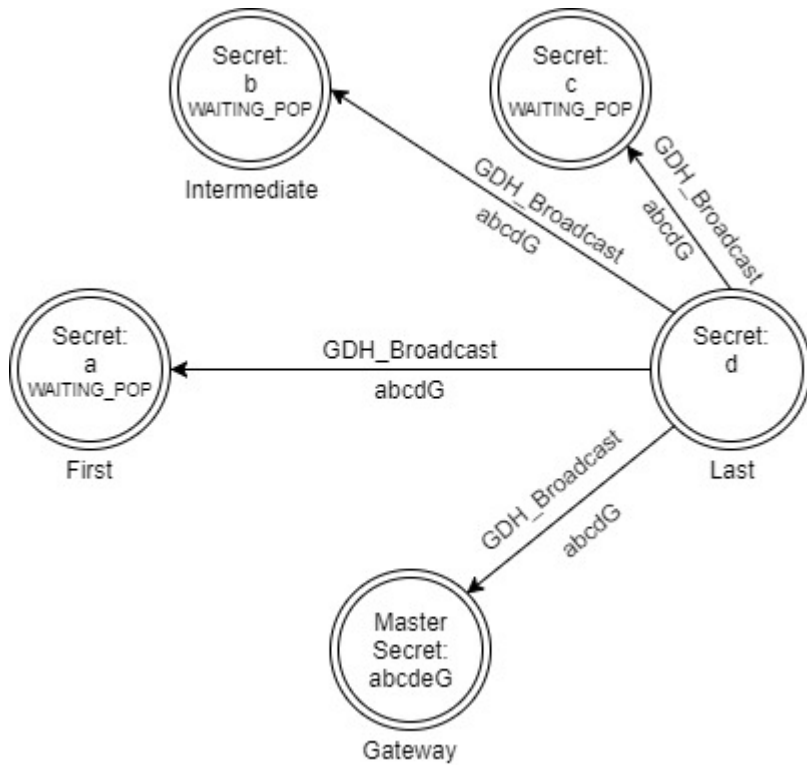 Secret:
b
WAITING_POP
Intermediate
Secret:
c
WAITING_POP
GDH_Broadcast
abcdG
GDH_Broadcast
abcdG
Secret:
a
WAITING_POP
First
GDH_Broadcast
abcdG
Secret:
d
Last
GDH_Broadcast
abcdG
Master
Secret:
abcdeG
Gateway